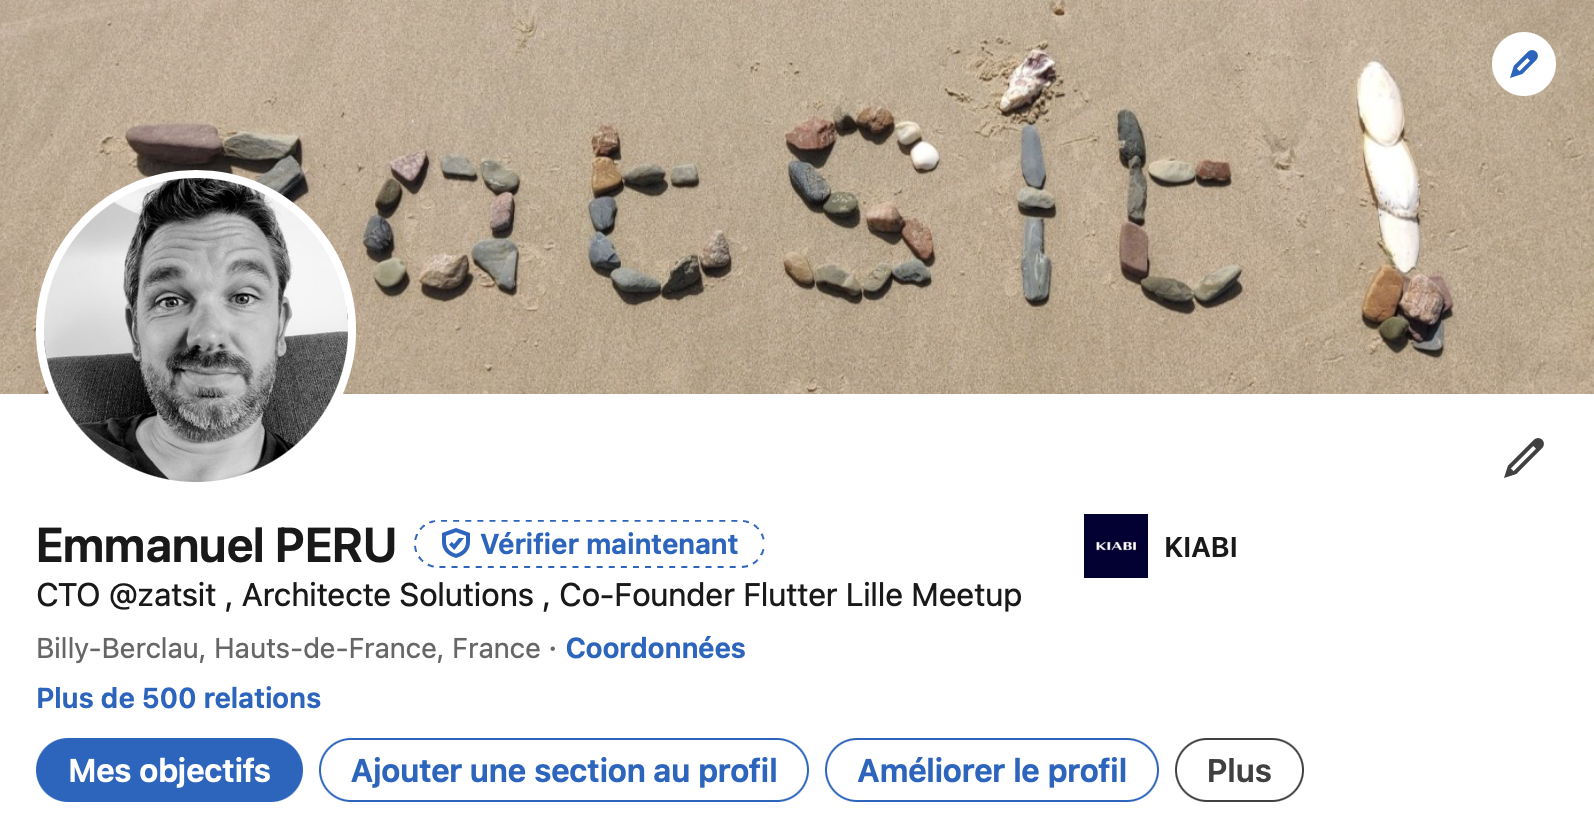 zatsit !
Emmanuel PERU
Vérifier maintenant
KIABI
KIABI
CTO @zatsit , Architecte Solutions , Co-Founder Flutter Lille Meetup
Billy-Berclau, Hauts-de-France, France · Coordonnées
Plus de 500 relations
Mes objectifs
Ajouter une section au profil
Améliorer le profil
Plus